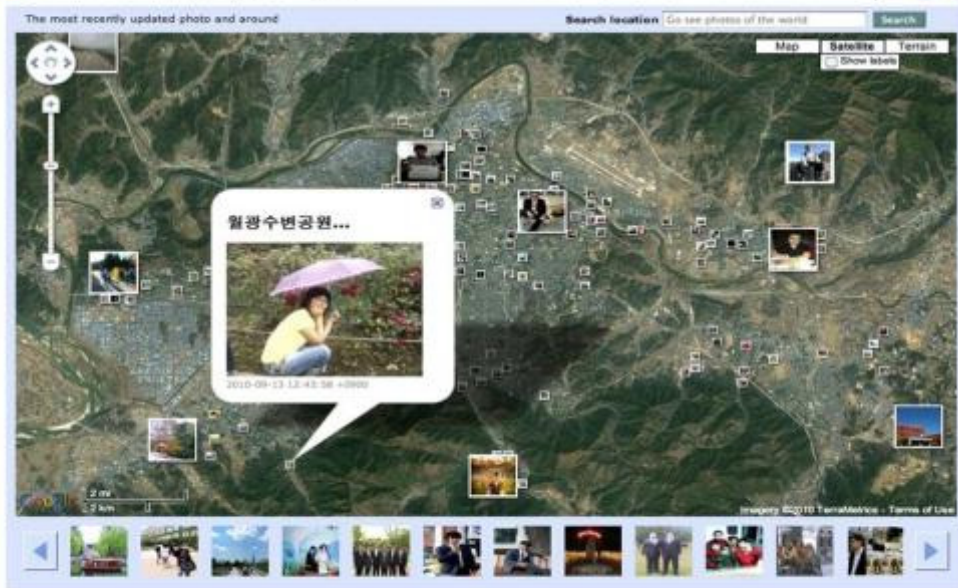 The most recently updated photo and around
Search location Go see photos of the world Search
Map Satellite Terrain
Show labels
월광수변공원...
2010-09-13 12:43:58 +0900
Google
2 mi
2 km
Imagery ©2010 TerraMetrics - Terms of Use